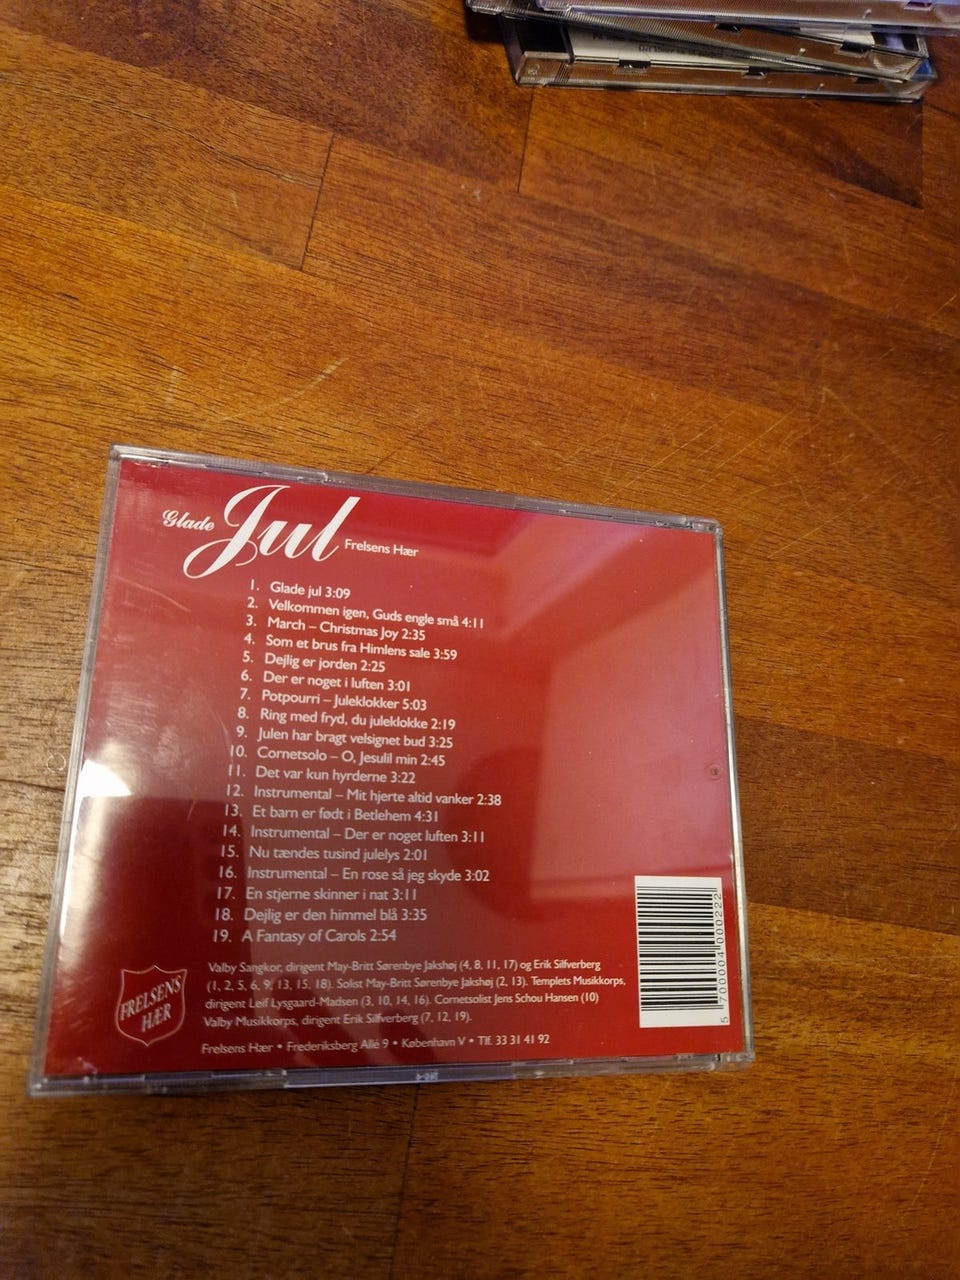 Glade Jul Frelsens Hær
1. Glade jul 3:09
2. Velkommen igen, Guds engle små 4:11
3. March – Christmas Joy 2:35
4. Som et brus fra Himlens sale 3:59
5. Dejlig er jorden 2:25
6. Der er noget i luften 3:01
7. Potpourri – Juleklokker 5:03
8. Ring med fryd, du juleklokke 2:19
9. Julen har bragt velsignet bud 3:25
10. Cornetsolo – O, Jesulil min 2:45
11. Det var kun hyrderne 3:22
12. Instrumental – Mit hjerte altid vanker 2:38
13. Et barn er født i Betlehem 4:31
14. Instrumental – Der er noget luften 3:11
15. Nu tændes tusind julelys 2:01
16. Instrumental – En rose så jeg skyde 3:02
17. En stjerne skinner i nat 3:11
18. Dejlig er den himmel blå 3:35
19. A Fantasy of Carols 2:54
Valby Sangkor, dirigent May-Britt Sørenbye Jakshøj (4, 8, 11, 17) og Erik Silfverberg
(1, 2, 5, 6, 9, 13, 15, 18). Solist May-Britt Sørenbye Jakshøj (2, 13). Templets Musikkorps,
dirigent Leif Lysgaard-Madsen (3, 10, 14, 16). Cornetsolist Jens Schou Hansen (10)
Valby Musikkorps, dirigent Erik Silfverberg (7, 12, 19).
Frelsens Hær • Frederiksberg Allé 9 • København V • Tlf. 33 31 41 92
FRELSENS
HÆR
5 700004 000222